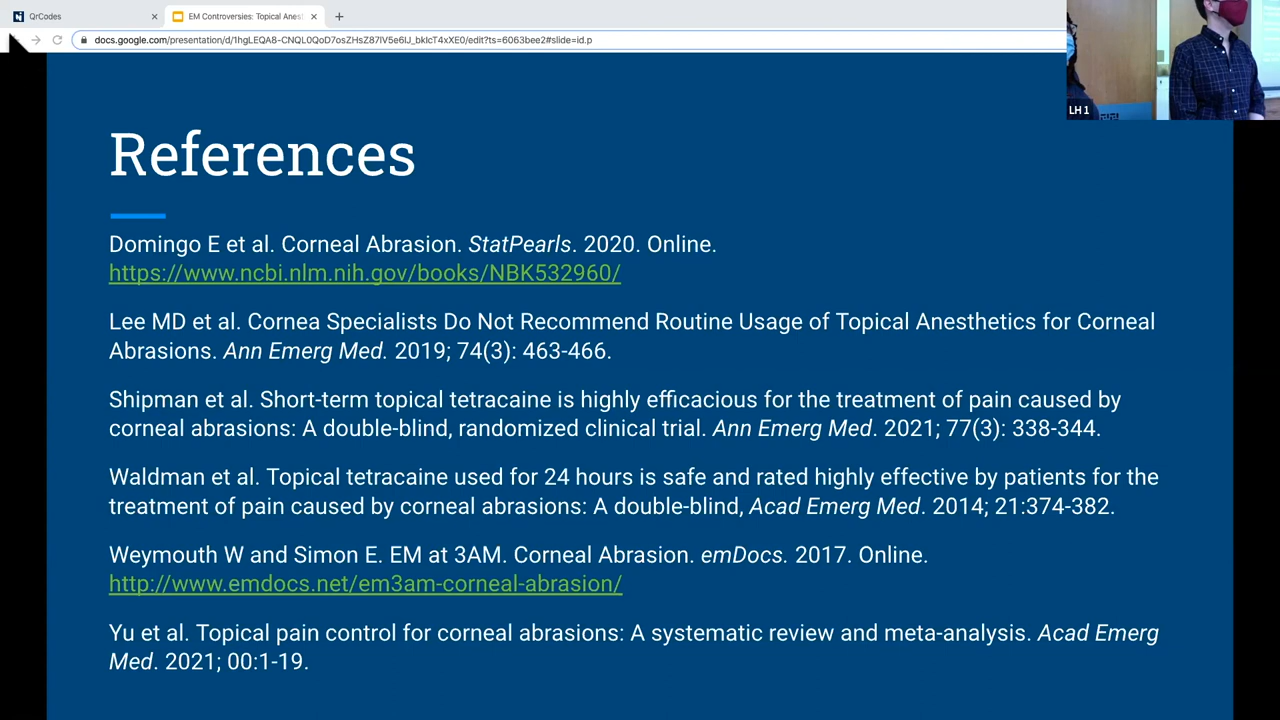 QrCodes
EM Controversies: Topical Anes
docs.google.com/presentation/d/1hgLEQA8-CNQL0QoD7osZHsZ87lV5e6IJ_bkIcT4xXE0/edit?ts=6063bee2#slide=id.p
LH 1
References
Domingo E et al. Corneal Abrasion. StatPearls. 2020. Online.
https://www.ncbi.nlm.nih.gov/books/NBK532960/
Lee MD et al. Cornea Specialists Do Not Recommend Routine Usage of Topical Anesthetics for Corneal
Abrasions. Ann Emerg Med. 2019; 74(3): 463-466.
Shipman et al. Short-term topical tetracaine is highly efficacious for the treatment of pain caused by
corneal abrasions: A double-blind, randomized clinical trial. Ann Emerg Med. 2021; 77(3): 338-344.
Waldman et al. Topical tetracaine used for 24 hours is safe and rated highly effective by patients for the
treatment of pain caused by corneal abrasions: A double-blind, Acad Emerg Med. 2014; 21:374-382.
Weymouth W and Simon E. EM at 3AM. Corneal Abrasion. emDocs. 2017. Online.
http://www.emdocs.net/em3am-corneal-abrasion/
Yu et al. Topical pain control for corneal abrasions: A systematic review and meta-analysis. Acad Emerg
Med. 2021; 00:1-19.